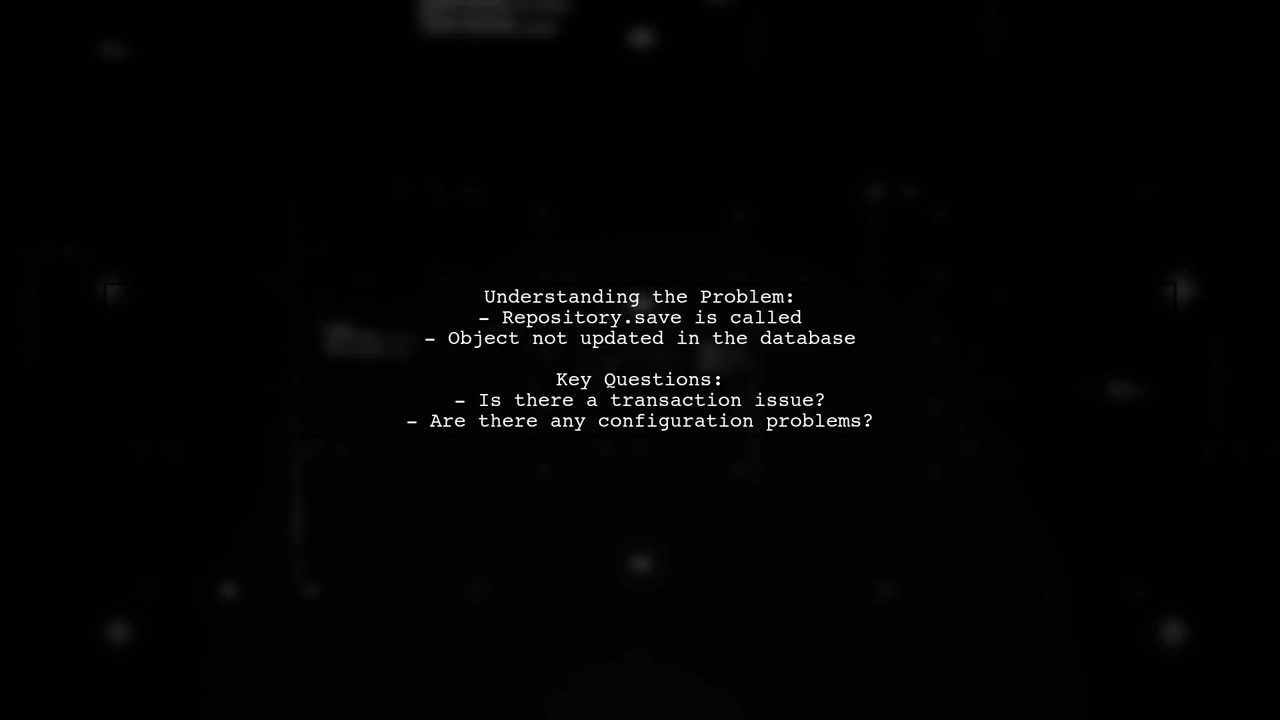 Understanding the Problem:
- Repository.save is called
- Object not updated in the database
Key Questions:
- Is there a transaction issue?
- Are there any configuration problems?